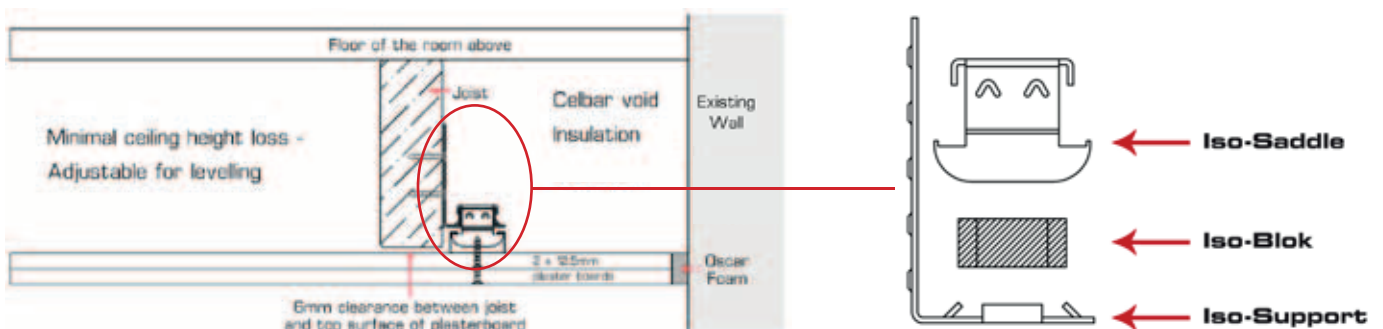 Floor of the room above
Joist
Celbar void
Insulation
Existing
Wall
Minimal ceiling height loss -
Adjustable for levelling
2 x 12.5mm
plaster boards
Oscar
Foam
6mm clearance between joist
and top surface of plasterboard
Iso-Saddle
Iso-Blok
Iso-Support